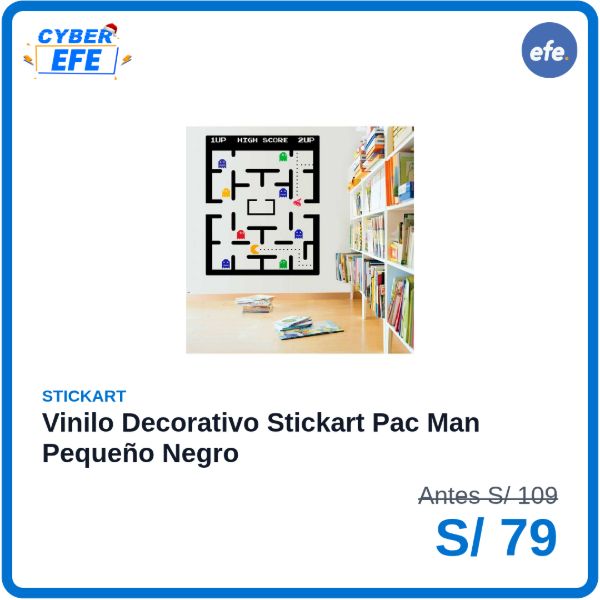 CYBER
EFE
efe.
1UP HIGH SCORE 2UP
STICKART
Vinilo Decorativo Stickart Pac Man
Pequeño Negro
Antes S/ 109
S/ 79